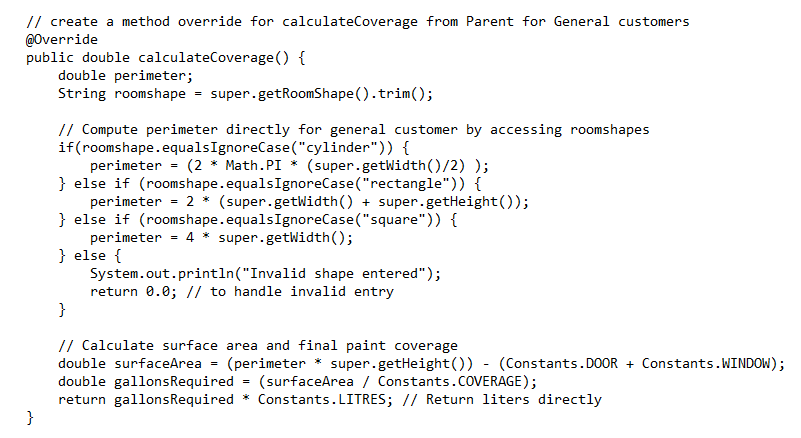 // create a method override for calculateCoverage from Parent for General customers
@Override
public double calculateCoverage() {
    double perimeter;
    String roomshape = super.getRoomShape().trim();

    // Compute perimeter directly for general customer by accessing roomshapes
    if(roomshape.equalsIgnoreCase("cylinder")) {
        perimeter = (2 * Math.PI * (super.getWidth()/2) );
    } else if (roomshape.equalsIgnoreCase("rectangle")) {
        perimeter = 2 * (super.getWidth() + super.getHeight());
    } else if (roomshape.equalsIgnoreCase("square")) {
        perimeter = 4 * super.getWidth();
    } else {
        System.out.println("Invalid shape entered");
        return 0.0; // to handle invalid entry
    }

    // Calculate surface area and final paint coverage
    double surfaceArea = (perimeter * super.getHeight()) - (Constants.DOOR + Constants.WINDOW);
    double gallonsRequired = (surfaceArea / Constants.COVERAGE);
    return gallonsRequired * Constants.LITRES; // Return liters directly
}